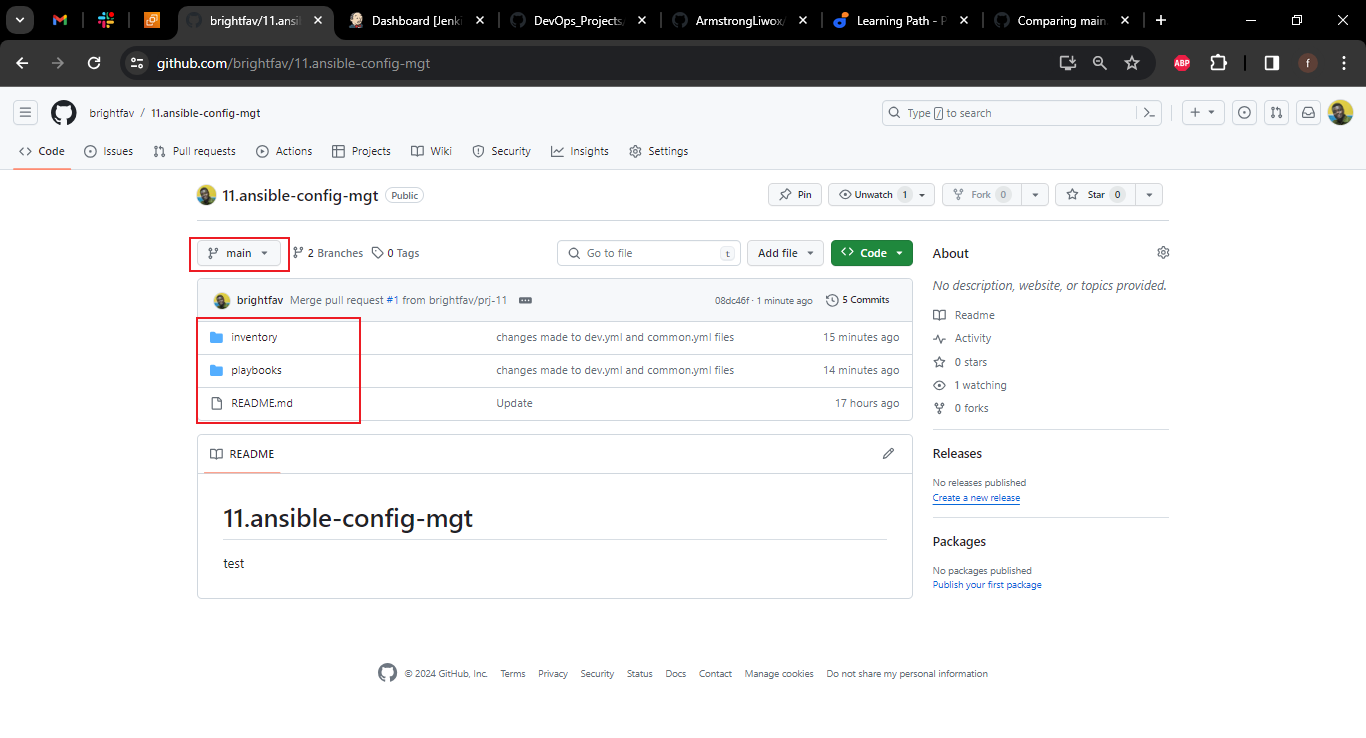 brightfav/11.ansi
Dashboard [Jenki
DevOps_Projects
ArmstrongLiwox/
Learning Path - P
Comparing main
github.com/brightfav/11.ansible-config-mgt
ABP
f
brightfav / 11.ansible-config-mgt
Type / to search
Code Issues Pull requests Actions Projects Wiki Security Insights Settings
11.ansible-config-mgt Public
Pin Unwatch 1 Fork 0 Star 0
main 2 Branches 0 Tags
Go to file t Add file Code
brightfav Merge pull request #1 from brightfav/prj-11 08dc46f · 1 minute ago 5 Commits
inventory changes made to dev.yml and common.yml files 15 minutes ago
playbooks changes made to dev.yml and common.yml files 14 minutes ago
README.md Update 17 hours ago
README
11.ansible-config-mgt
test
About
No description, website, or topics provided.
Readme
Activity
0 stars
1 watching
0 forks
Releases
No releases published
Create a new release
Packages
No packages published
Publish your first package
© 2024 GitHub, Inc. Terms Privacy Security Status Docs Contact Manage cookies Do not share my personal information